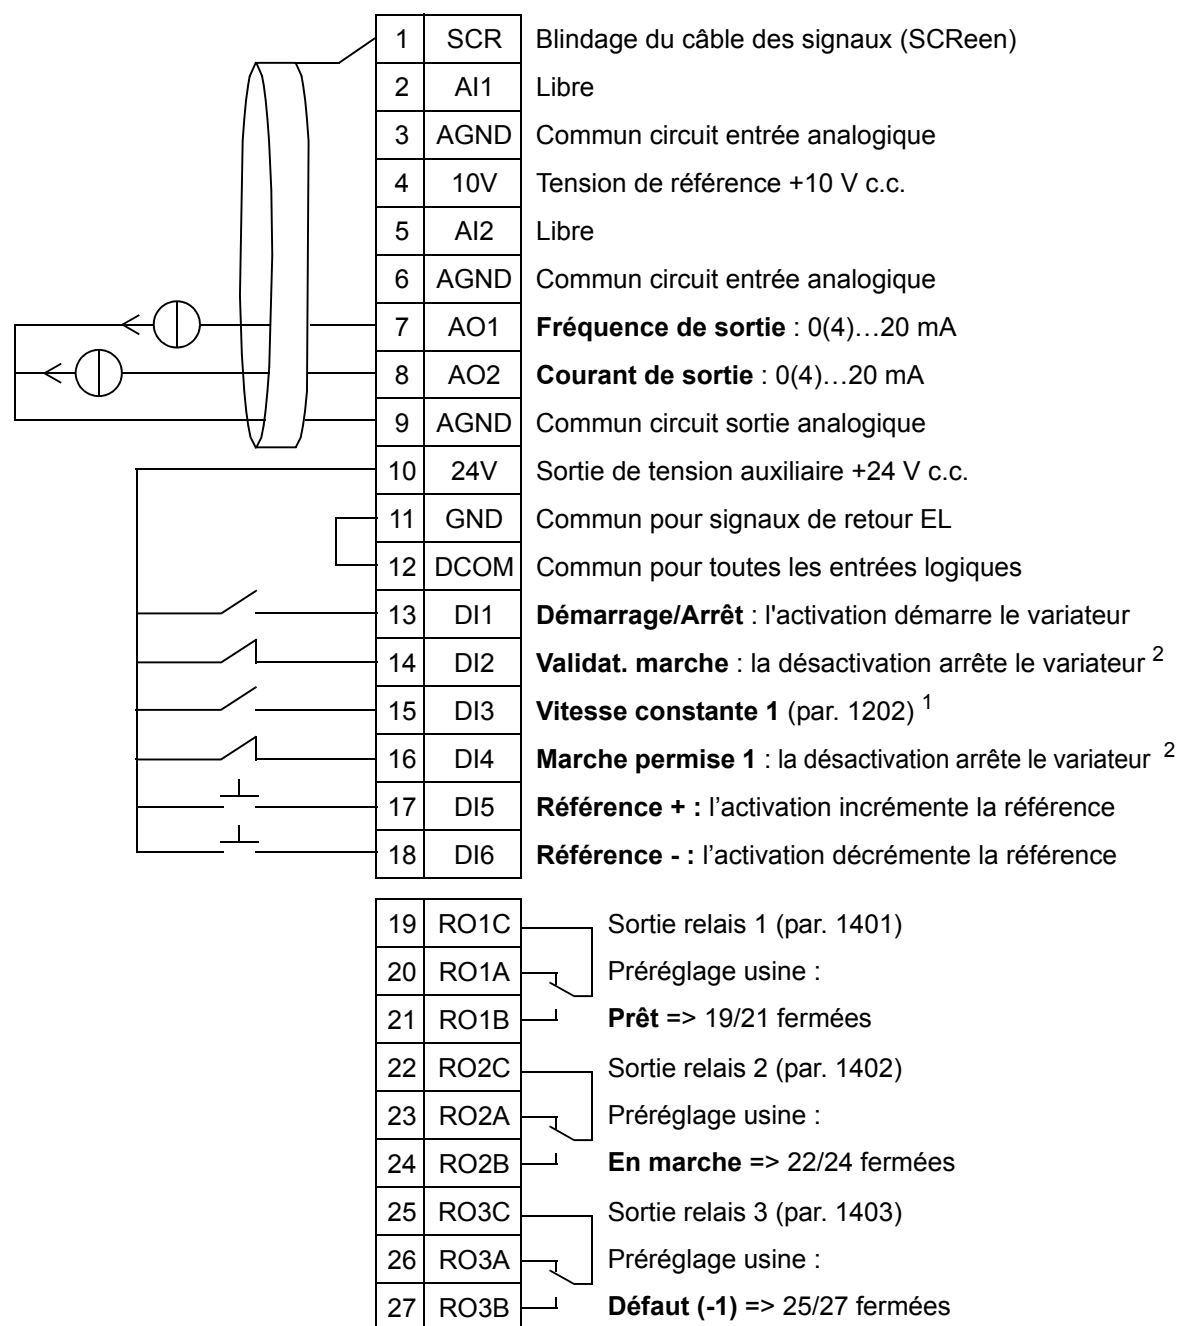 1 SCR Blindage du câble des signaux (SCReen)
2 AI1 Libre
3 AGND Commun circuit entrée analogique
4 10V Tension de référence +10 V c.c.
5 AI2 Libre
6 AGND Commun circuit entrée analogique
7 AO1 Fréquence de sortie : 0(4)…20 mA
8 AO2 Courant de sortie : 0(4)…20 mA
9 AGND Commun circuit sortie analogique
10 24V Sortie de tension auxiliaire +24 V c.c.
11 GND Commun pour signaux de retour EL
12 DCOM Commun pour toutes les entrées logiques
13 DI1 Démarrage/Arrêt : l'activation démarre le variateur
14 DI2 Validat. marche : la désactivation arrête le variateur 2
15 DI3 Vitesse constante 1 (par. 1202) 1
16 DI4 Marche permise 1 : la désactivation arrête le variateur 2
17 DI5 Référence + : l’activation incrémente la référence
18 DI6 Référence - : l’activation décrémente la référence
19 RO1C Sortie relais 1 (par. 1401)
20 RO1A Préréglage usine :
21 RO1B Prêt => 19/21 fermées
22 RO2C Sortie relais 2 (par. 1402)
23 RO2A Préréglage usine :
24 RO2B En marche => 22/24 fermées
25 RO3C Sortie relais 3 (par. 1403)
26 RO3A Préréglage usine :
27 RO3B Défaut (-1) => 25/27 fermées